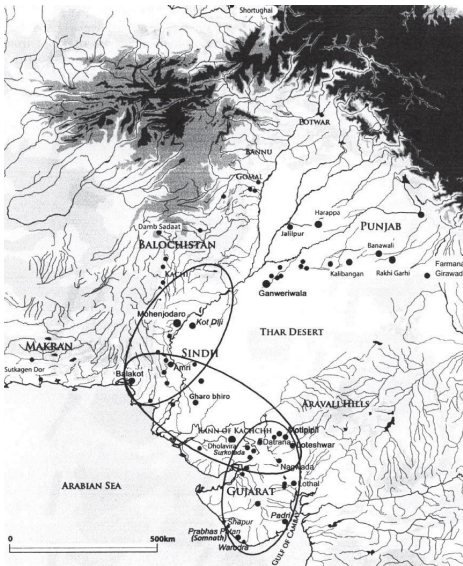 Shortughai
POTWAR
BANNU
GOMAL
Harappa
PUNJAB
Jalilpur
Damb Sadaat
BALOCHISTAN
Banawali
KACHI
Kalibangan
Rakhi Garhi
Farmana
Girawad
Ganweriwala
Mohenjodaro
Kot Diji
THAR DESERT
MAKRAN
SINDH
Sutkagen Dor
Amri
Balakot
Gharo bhiro
ARAVALLI HILLS
RANN OF KACHCHH
Motipipli
Datrana
Loteshwar
Dholavira
Surkotada
Nagwada
Lothal
ARABIAN SEA
GUJARAT
Shapur
Padri
Prabhas Patan
(Somnath)
Warodra
GULF OF CAMBAY
0
500km